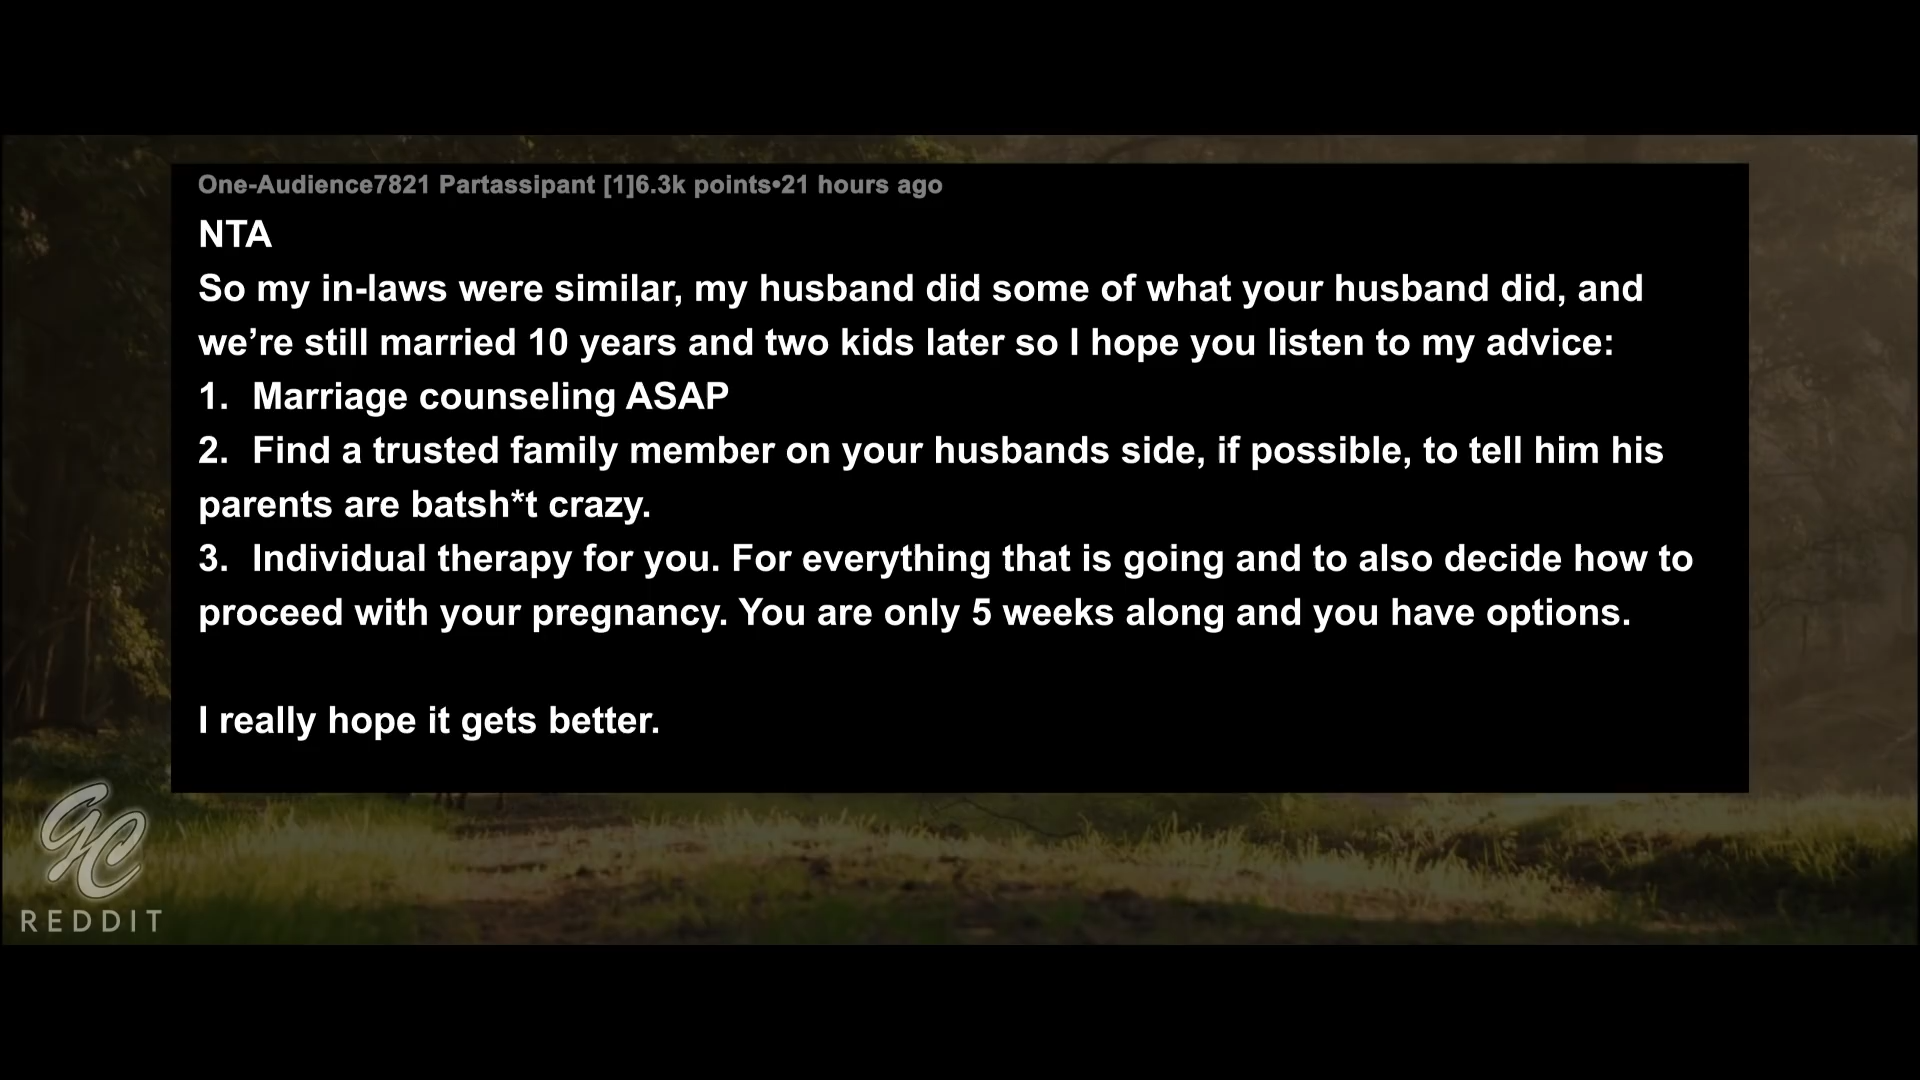 One-Audience7821 Partassipant [1]6.3k points•21 hours ago
NTA
So my in-laws were similar, my husband did some of what your husband did, and
we’re still married 10 years and two kids later so I hope you listen to my advice:
1. Marriage counseling ASAP
2. Find a trusted family member on your husbands side, if possible, to tell him his
parents are batsh*t crazy.
3. Individual therapy for you. For everything that is going and to also decide how to
proceed with your pregnancy. You are only 5 weeks along and you have options.
I really hope it gets better.
GC
REDDIT